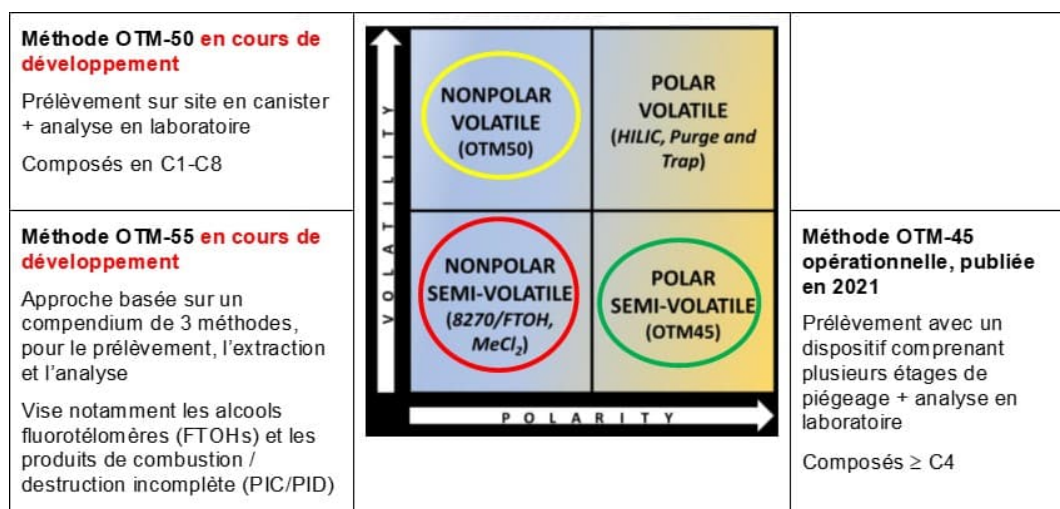 Méthode OTM-50 en cours de
développement
Prélèvement sur site en canister
+ analyse en laboratoire
Composés en C1-C8
Méthode OTM-55 en cours de
développement
Approche basée sur un
compendium de 3 méthodes,
pour le prélèvement, l'extraction
et l'analyse
Vise notamment les alcools
fluorotélomères (FTOHs) et les
produits de combustion /
destruction incomplète (PIC/PID)
VOLATILITY
NONPOLAR
VOLATILE
(OTM50)
POLAR
VOLATILE
(HILIC, Purge and
Trap)
NONPOLAR
SEMI-VOLATILE
(8270/FTOH,
MeCl₂)
POLAR
SEMI-VOLATILE
(OTM45)
POLARITY
Méthode OTM-45
opérationnelle, publiée
en 2021
Prélèvement avec un
dispositif comprenant
plusieurs étages de
piégeage + analyse en
laboratoire
Composés ≥ C4